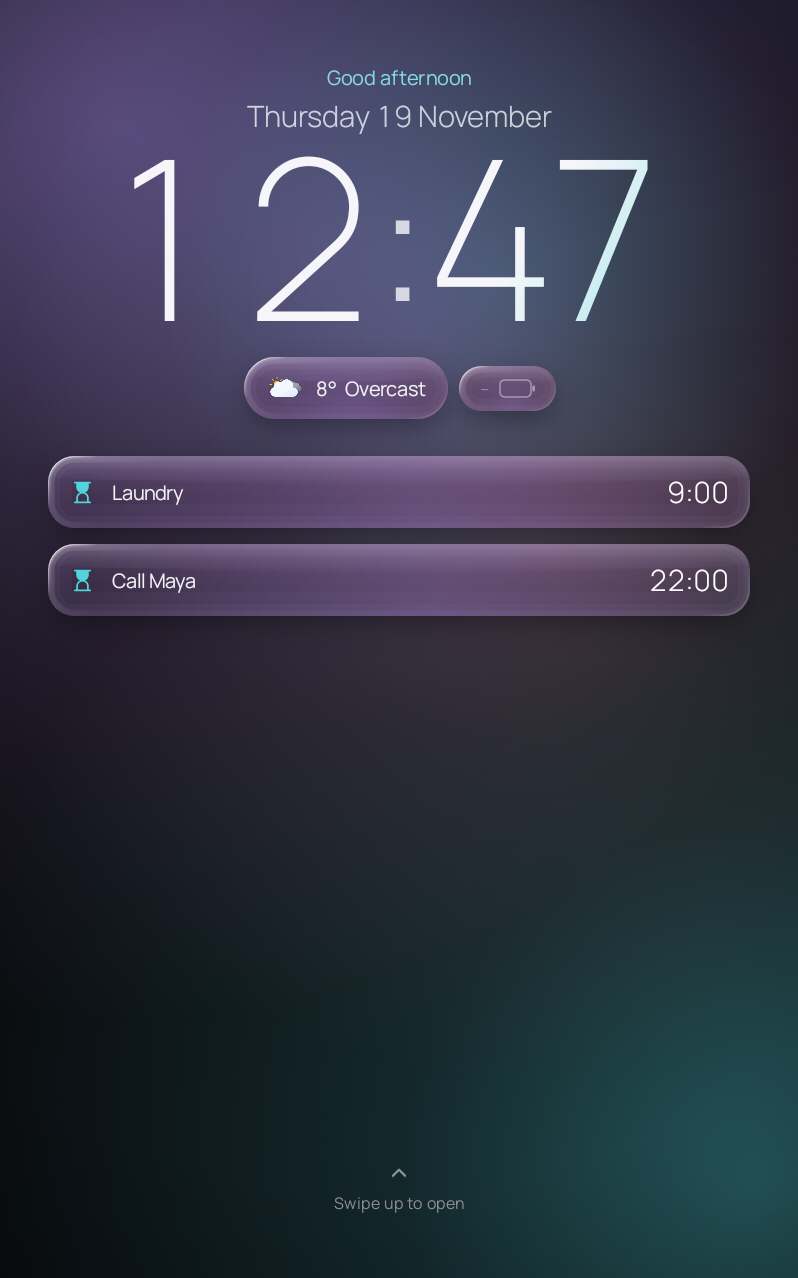 Good afternoon
Thursday 19 November
12:47
8° Overcast
–
Laundry
9:00
Call Maya
22:00
Swipe up to open